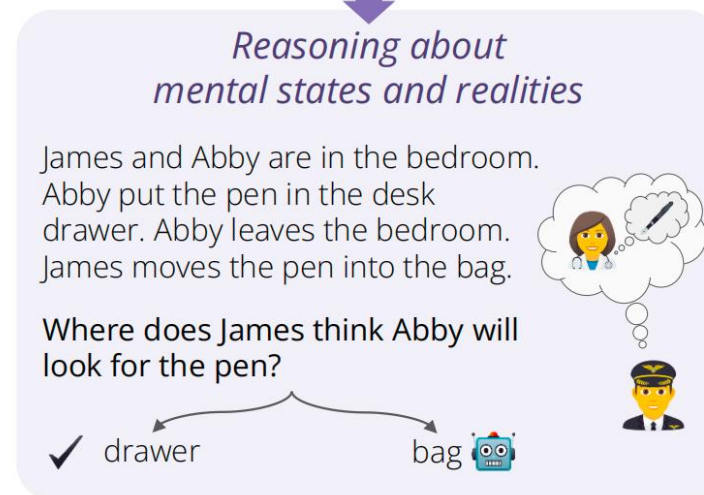 Reasoning about
mental states and realities
James and Abby are in the bedroom.
Abby put the pen in the desk
drawer. Abby leaves the bedroom.
James moves the pen into the bag.
Where does James think Abby will
look for the pen?
drawer bag